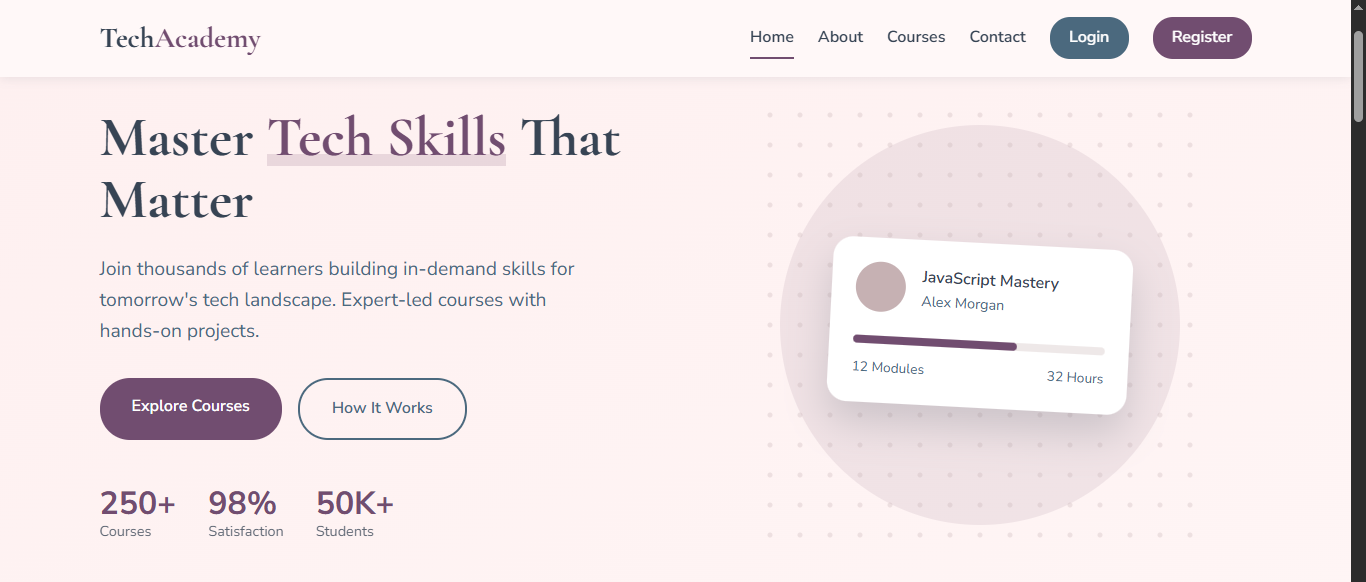 TechAcademy
Home About Courses Contact Login Register
Master Tech Skills That
Matter
Join thousands of learners building in-demand skills for
tomorrow's tech landscape. Expert-led courses with
hands-on projects.
Explore Courses How It Works
250+ 98% 50K+
Courses Satisfaction Students
JavaScript Mastery
Alex Morgan
12 Modules 32 Hours